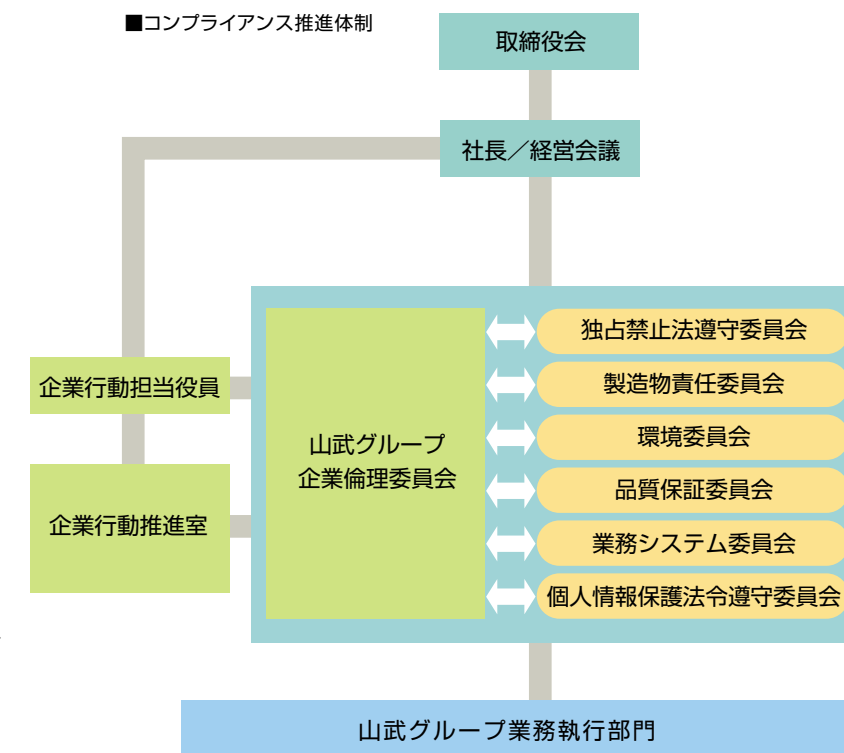 ■コンプライアンス推進体制
取締役会
社長／経営会議
企業行動担当役員
企業行動推進室
山武グループ
企業倫理委員会
独占禁止法遵守委員会
製造物責任委員会
環境委員会
品質保証委員会
業務システム委員会
個人情報保護法令遵守委員会
山武グループ業務執行部門